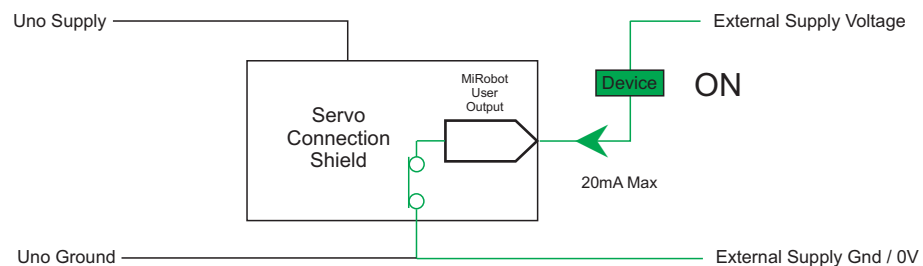 Uno Supply
External Supply Voltage
MiRobot
User
Output
Device
ON
Servo
Connection
Shield
20mA Max
Uno Ground
External Supply Gnd / 0V